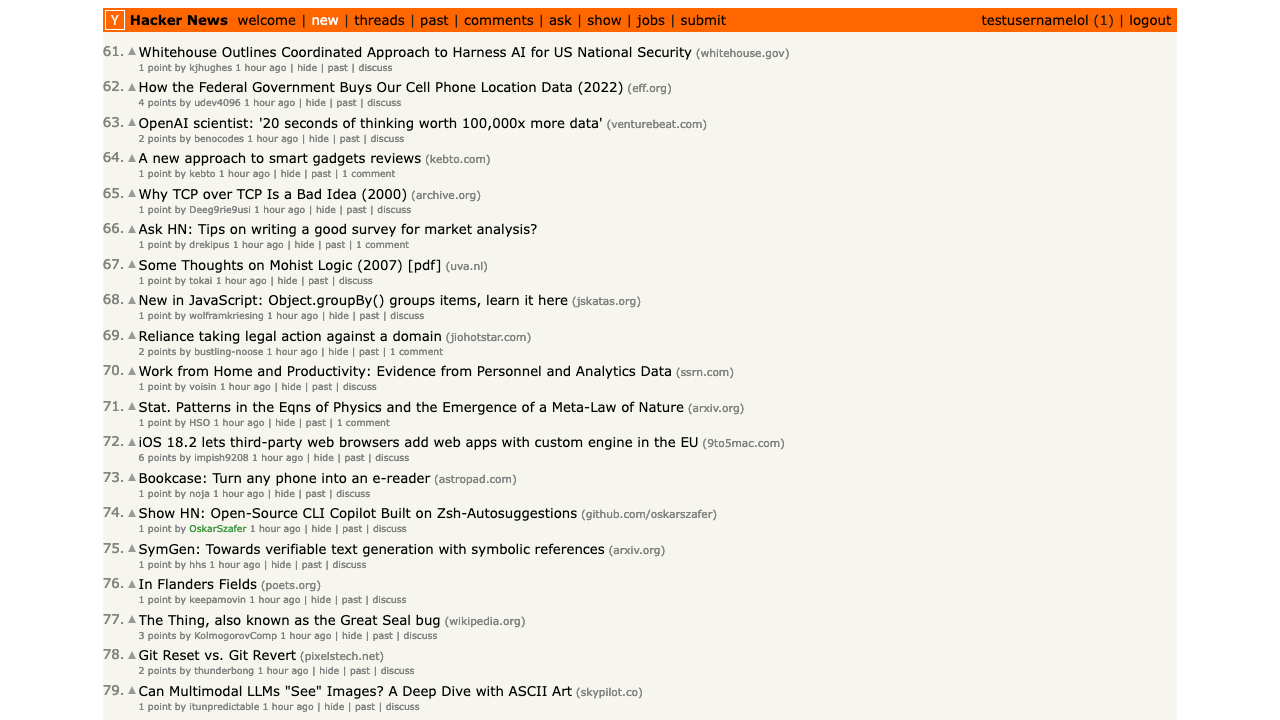 Y Hacker News welcome | new | threads | past | comments | ask | show | jobs | submit testusernamelol (1) | logout
61. Whitehouse Outlines Coordinated Approach to Harness AI for US National Security (whitehouse.gov)
1 point by kjhughes 1 hour ago | hide | past | discuss
62. How the Federal Government Buys Our Cell Phone Location Data (2022) (eff.org)
4 points by udev4096 1 hour ago | hide | past | discuss
63. OpenAI scientist: '20 seconds of thinking worth 100,000x more data' (venturebeat.com)
2 points by benocodes 1 hour ago | hide | past | discuss
64. A new approach to smart gadgets reviews (kebto.com)
1 point by kebto 1 hour ago | hide | past | 1 comment
65. Why TCP over TCP Is a Bad Idea (2000) (archive.org)
1 point by Deeg9rie9usi 1 hour ago | hide | past | discuss
66. Ask HN: Tips on writing a good survey for market analysis?
1 point by drekipus 1 hour ago | hide | past | 1 comment
67. Some Thoughts on Mohist Logic (2007) [pdf] (uva.nl)
1 point by tokai 1 hour ago | hide | past | discuss
68. New in JavaScript: Object.groupBy() groups items, learn it here (jskatas.org)
1 point by wolframkriesing 1 hour ago | hide | past | discuss
69. Reliance taking legal action against a domain (jiohotstar.com)
2 points by bustling-noose 1 hour ago | hide | past | 1 comment
70. Work from Home and Productivity: Evidence from Personnel and Analytics Data (ssrn.com)
1 point by voisin 1 hour ago | hide | past | discuss
71. Stat. Patterns in the Eqns of Physics and the Emergence of a Meta-Law of Nature (arxiv.org)
1 point by HSO 1 hour ago | hide | past | 1 comment
72. iOS 18.2 lets third-party web browsers add web apps with custom engine in the EU (9to5mac.com)
6 points by impish9208 1 hour ago | hide | past | discuss
73. Bookcase: Turn any phone into an e-reader (astropad.com)
1 point by noja 1 hour ago | hide | past | discuss
74. Show HN: Open-Source CLI Copilot Built on Zsh-Autosuggestions (github.com/oskarszafer)
1 point by OskarSzafer 1 hour ago | hide | past | discuss
75. SymGen: Towards verifiable text generation with symbolic references (arxiv.org)
1 point by hhs 1 hour ago | hide | past | discuss
76. In Flanders Fields (poets.org)
1 point by keepamovin 1 hour ago | hide | past | discuss
77. The Thing, also known as the Great Seal bug (wikipedia.org)
3 points by KolmogorovComp 1 hour ago | hide | past | discuss
78. Git Reset vs. Git Revert (pixelstech.net)
2 points by thunderbong 1 hour ago | hide | past | discuss
79. Can Multimodal LLMs "See" Images? A Deep Dive with ASCII Art (skypilot.co)
1 point by itunpredictable 1 hour ago | hide | past | discuss